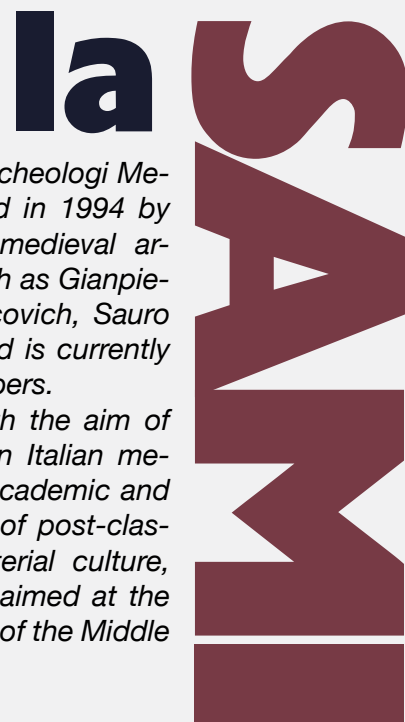 la
SAMI
cheologi Me-
d in 1994 by
medieval ar-
h as Gianpie-
covich, Sauro
d is currently
bers.
h the aim of
n Italian me-
cademic and
of post-clas-
erial culture,
aimed at the
of the Middle